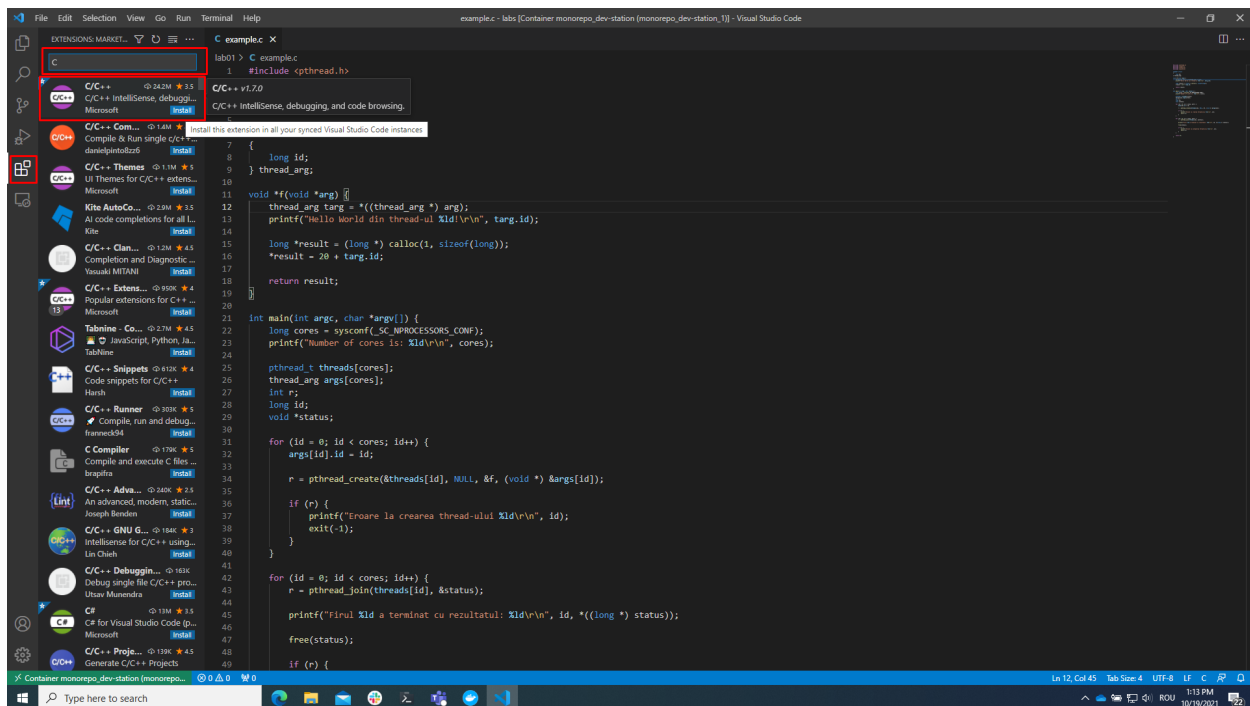 File Edit Selection View Go Run Terminal Help
example.c - labs [Container monorepo_dev-station (monorepo_dev-station_1)] - Visual Studio Code
EXTENSIONS: MARKET...
C
C/C++ 24.2M 3.5
C/C++ IntelliSense, debuggi...
Microsoft Install
C/C++ Com... 1.4M
Compile & Run single c/c++...
danielpinto8zz6 Install
C/C++ Themes 1.1M 5
UI Themes for C/C++ extens...
Microsoft Install
Kite AutoCo... 2.9M 3.5
AI code completions for all l...
Kite Install
C/C++ Clan... 1.2M 4.5
Completion and Diagnostic ...
Yasuaki MITANI Install
C/C++ Extens... 950K 4
Popular extensions for C++ ...
13 Microsoft Install
Tabnine - Co... 2.7M 4.5
JavaScript, Python, Ja...
TabNine Install
C/C++ Snippets 612K 4
Code snippets for C/C++
Harsh Install
C/C++ Runner 303K 5
Compile, run and debug...
franneck94 Install
C Compiler 179K 5
Compile and execute C files ...
brapifra Install
C/C++ Adva... 240K 2.5
An advanced, modern, static...
Joseph Benden Install
C/C++ GNU G... 184K 3
Intellisense for C/C++ using...
Lin Chieh Install
C/C++ Debuggin... 163K
Debug single file C/C++ pro...
Utsav Munendra Install
C# 13M 3.5
C# for Visual Studio Code (p...
Microsoft Install
C/C++ Proje... 139K 4.5
Generate C/C++ Projects
C example.c
lab01 > C example.c
1 #include <pthread.h>
C/C++ v1.7.0
C/C++ IntelliSense, debugging, and code browsing.
Install this extension in all your synced Visual Studio Code instances
7 {
8 long id;
9 } thread_arg;
10
11 void *f(void *arg) {
12 thread_arg targ = *((thread_arg *) arg);
13 printf("Hello World din thread-ul %ld!\r\n", targ.id);
14
15 long *result = (long *) calloc(1, sizeof(long));
16 *result = 20 + targ.id;
17
18 return result;
19 }
20
21 int main(int argc, char *argv[]) {
22 long cores = sysconf(_SC_NPROCESSORS_CONF);
23 printf("Number of cores is: %ld\r\n", cores);
24
25 pthread_t threads[cores];
26 thread_arg args[cores];
27 int r;
28 long id;
29 void *status;
30
31 for (id = 0; id < cores; id++) {
32 args[id].id = id;
33
34 r = pthread_create(&threads[id], NULL, &f, (void *) &args[id]);
35
36 if (r) {
37 printf("Eroare la crearea thread-ului %ld\r\n", id);
38 exit(-1);
39 }
40 }
41
42 for (id = 0; id < cores; id++) {
43 r = pthread_join(threads[id], &status);
44
45 printf("Firul %ld a terminat cu rezultatul: %ld\r\n", id, *((long *) status));
46
47 free(status);
48
49 if (r) {
Container monorepo_dev-station (monorepo... 0 0 0
Ln 12, Col 45 Tab Size: 4 UTF-8 LF C
Type here to search
ROU 1:13 PM
10/19/2021 22